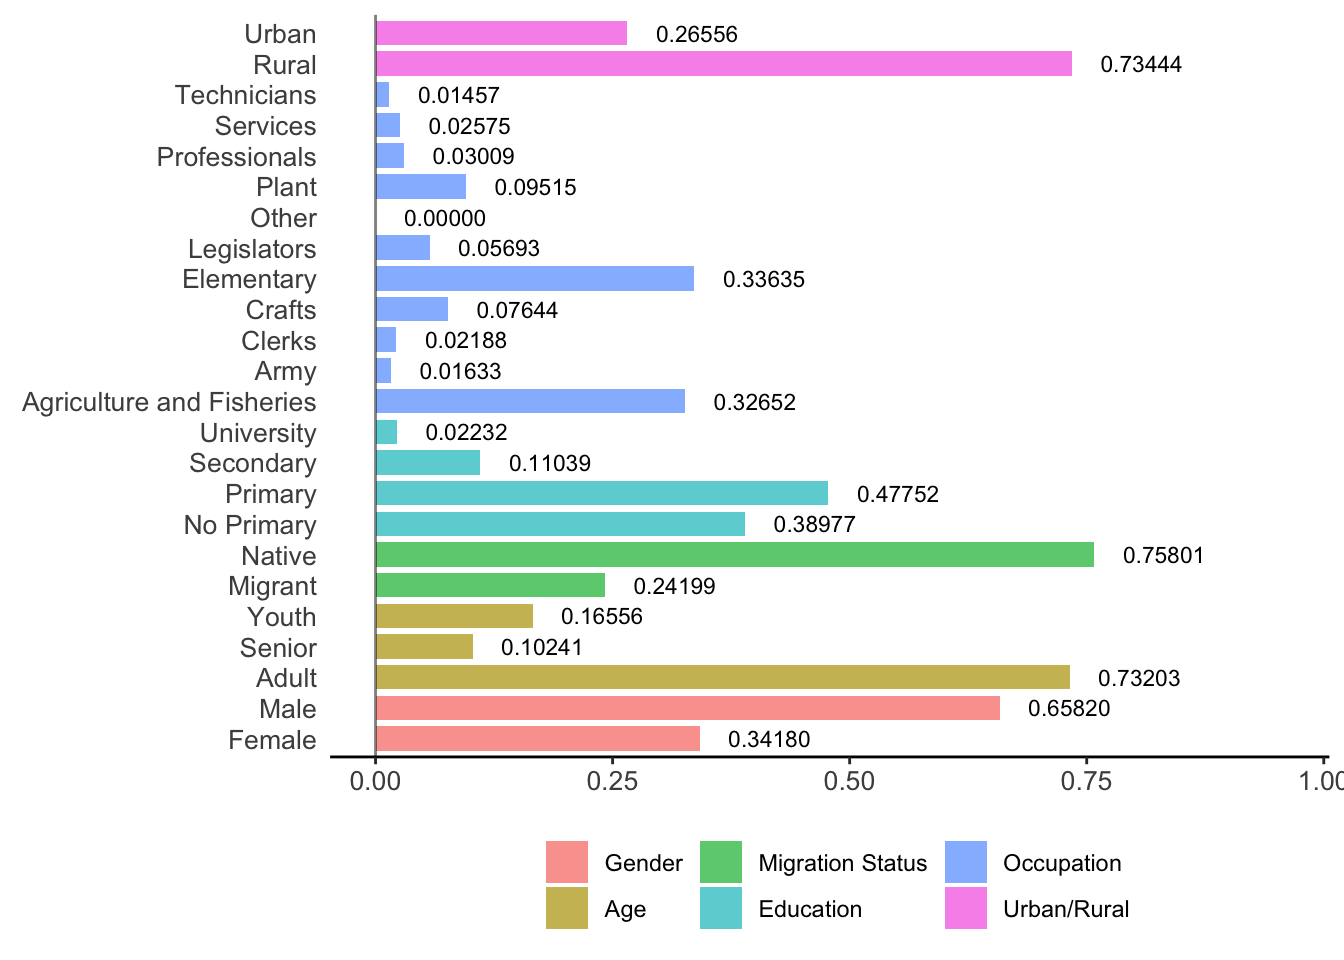 Urban 0.26556
Rural 0.73444
Technicians 0.01457
Services 0.02575
Professionals 0.03009
Plant 0.09515
Other 0.00000
Legislators 0.05693
Elementary 0.33635
Crafts 0.07644
Clerks 0.02188
Army 0.01633
Agriculture and Fisheries 0.32652
University 0.02232
Secondary 0.11039
Primary 0.47752
No Primary 0.38977
Native 0.75801
Migrant 0.24199
Youth 0.16556
Senior 0.10241
Adult 0.73203
Male 0.65820
Female 0.34180
0.00 0.25 0.50 0.75 1.00
Gender Migration Status Occupation
Age Education Urban/Rural